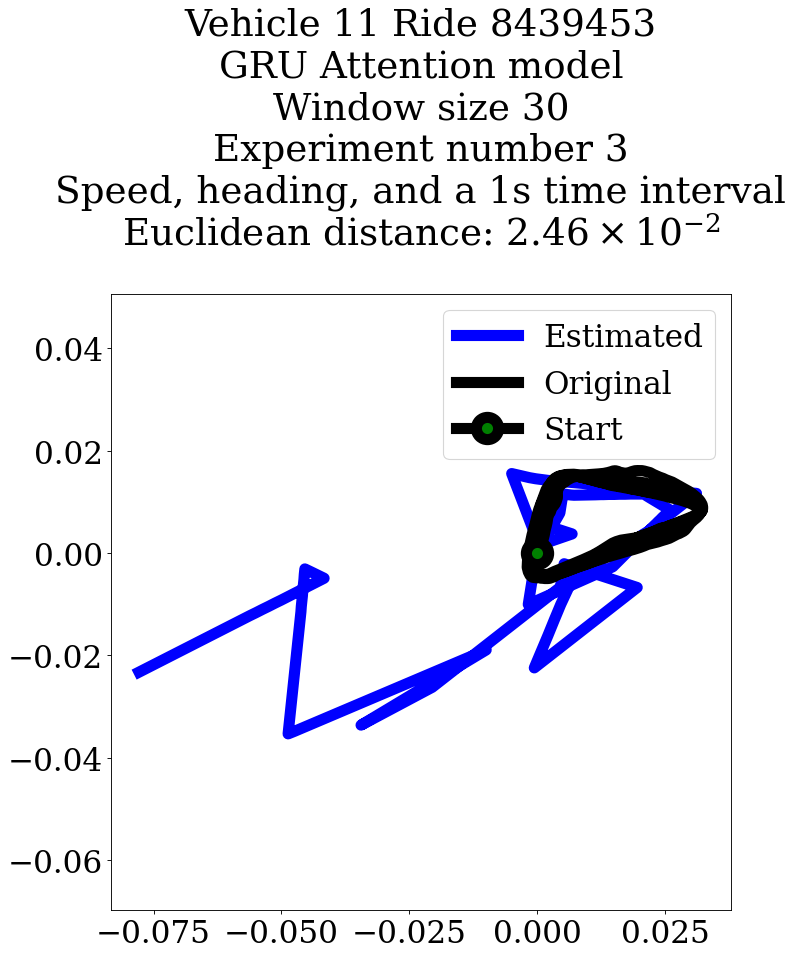 Vehicle 11 Ride 8439453
GRU Attention model
Window size 30
Experiment number 3
Speed, heading, and a 1s time interval
Euclidean distance: 2.46 × 10⁻²
Estimated
Original
Start
0.04
0.02
0.00
−0.02
−0.04
−0.06
−0.075 −0.050 −0.025 0.000 0.025